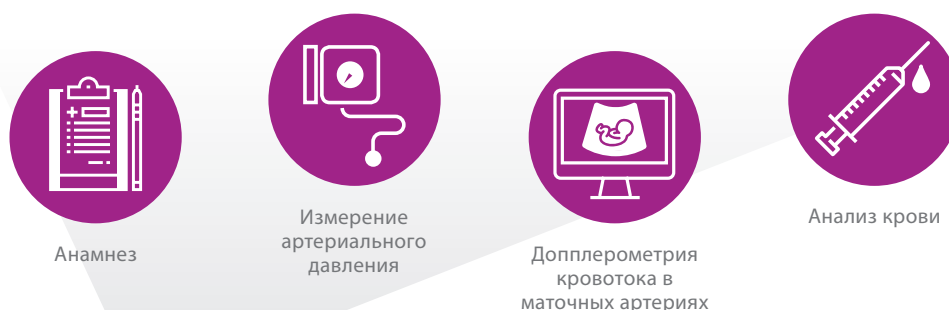 Анамнез
Измерение
артериального
давления
Допплерометрия
кровотока в
маточных артериях
Анализ крови